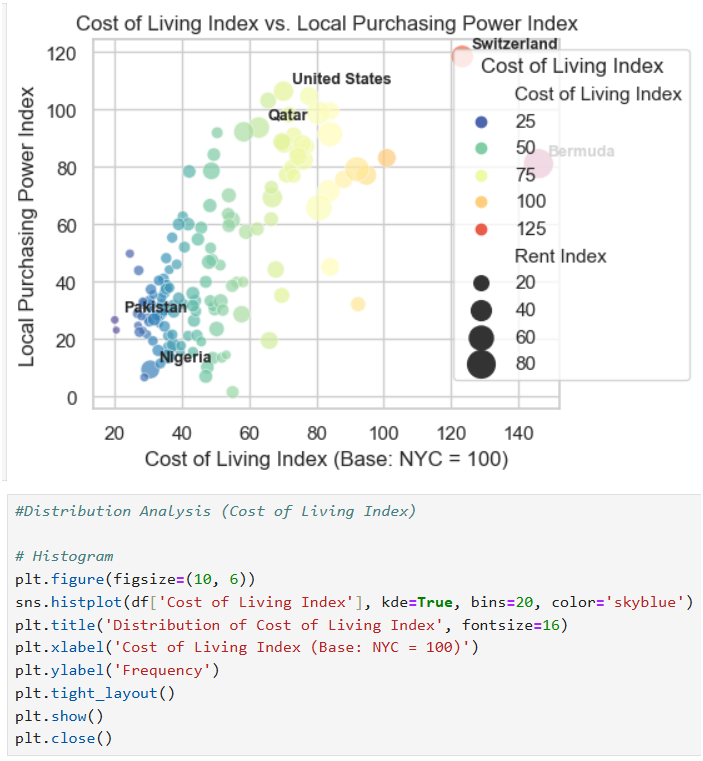 Cost of Living Index vs. Local Purchasing Power Index
120
100
80
60
40
20
0
Local Purchasing Power Index
Switzerland
United States
Qatar
Bermuda
Pakistan
Nigeria
Cost of Living Index
Cost of Living Index
25
50
75
100
125
Rent Index
20
40
60
80
20 40 60 80 100 120 140
Cost of Living Index (Base: NYC = 100)
#Distribution Analysis (Cost of Living Index)
# Histogram
plt.figure(figsize=(10, 6))
sns.histplot(df['Cost of Living Index'], kde=True, bins=20, color='skyblue')
plt.title('Distribution of Cost of Living Index', fontsize=16)
plt.xlabel('Cost of Living Index (Base: NYC = 100)')
plt.ylabel('Frequency')
plt.tight_layout()
plt.show()
plt.close()